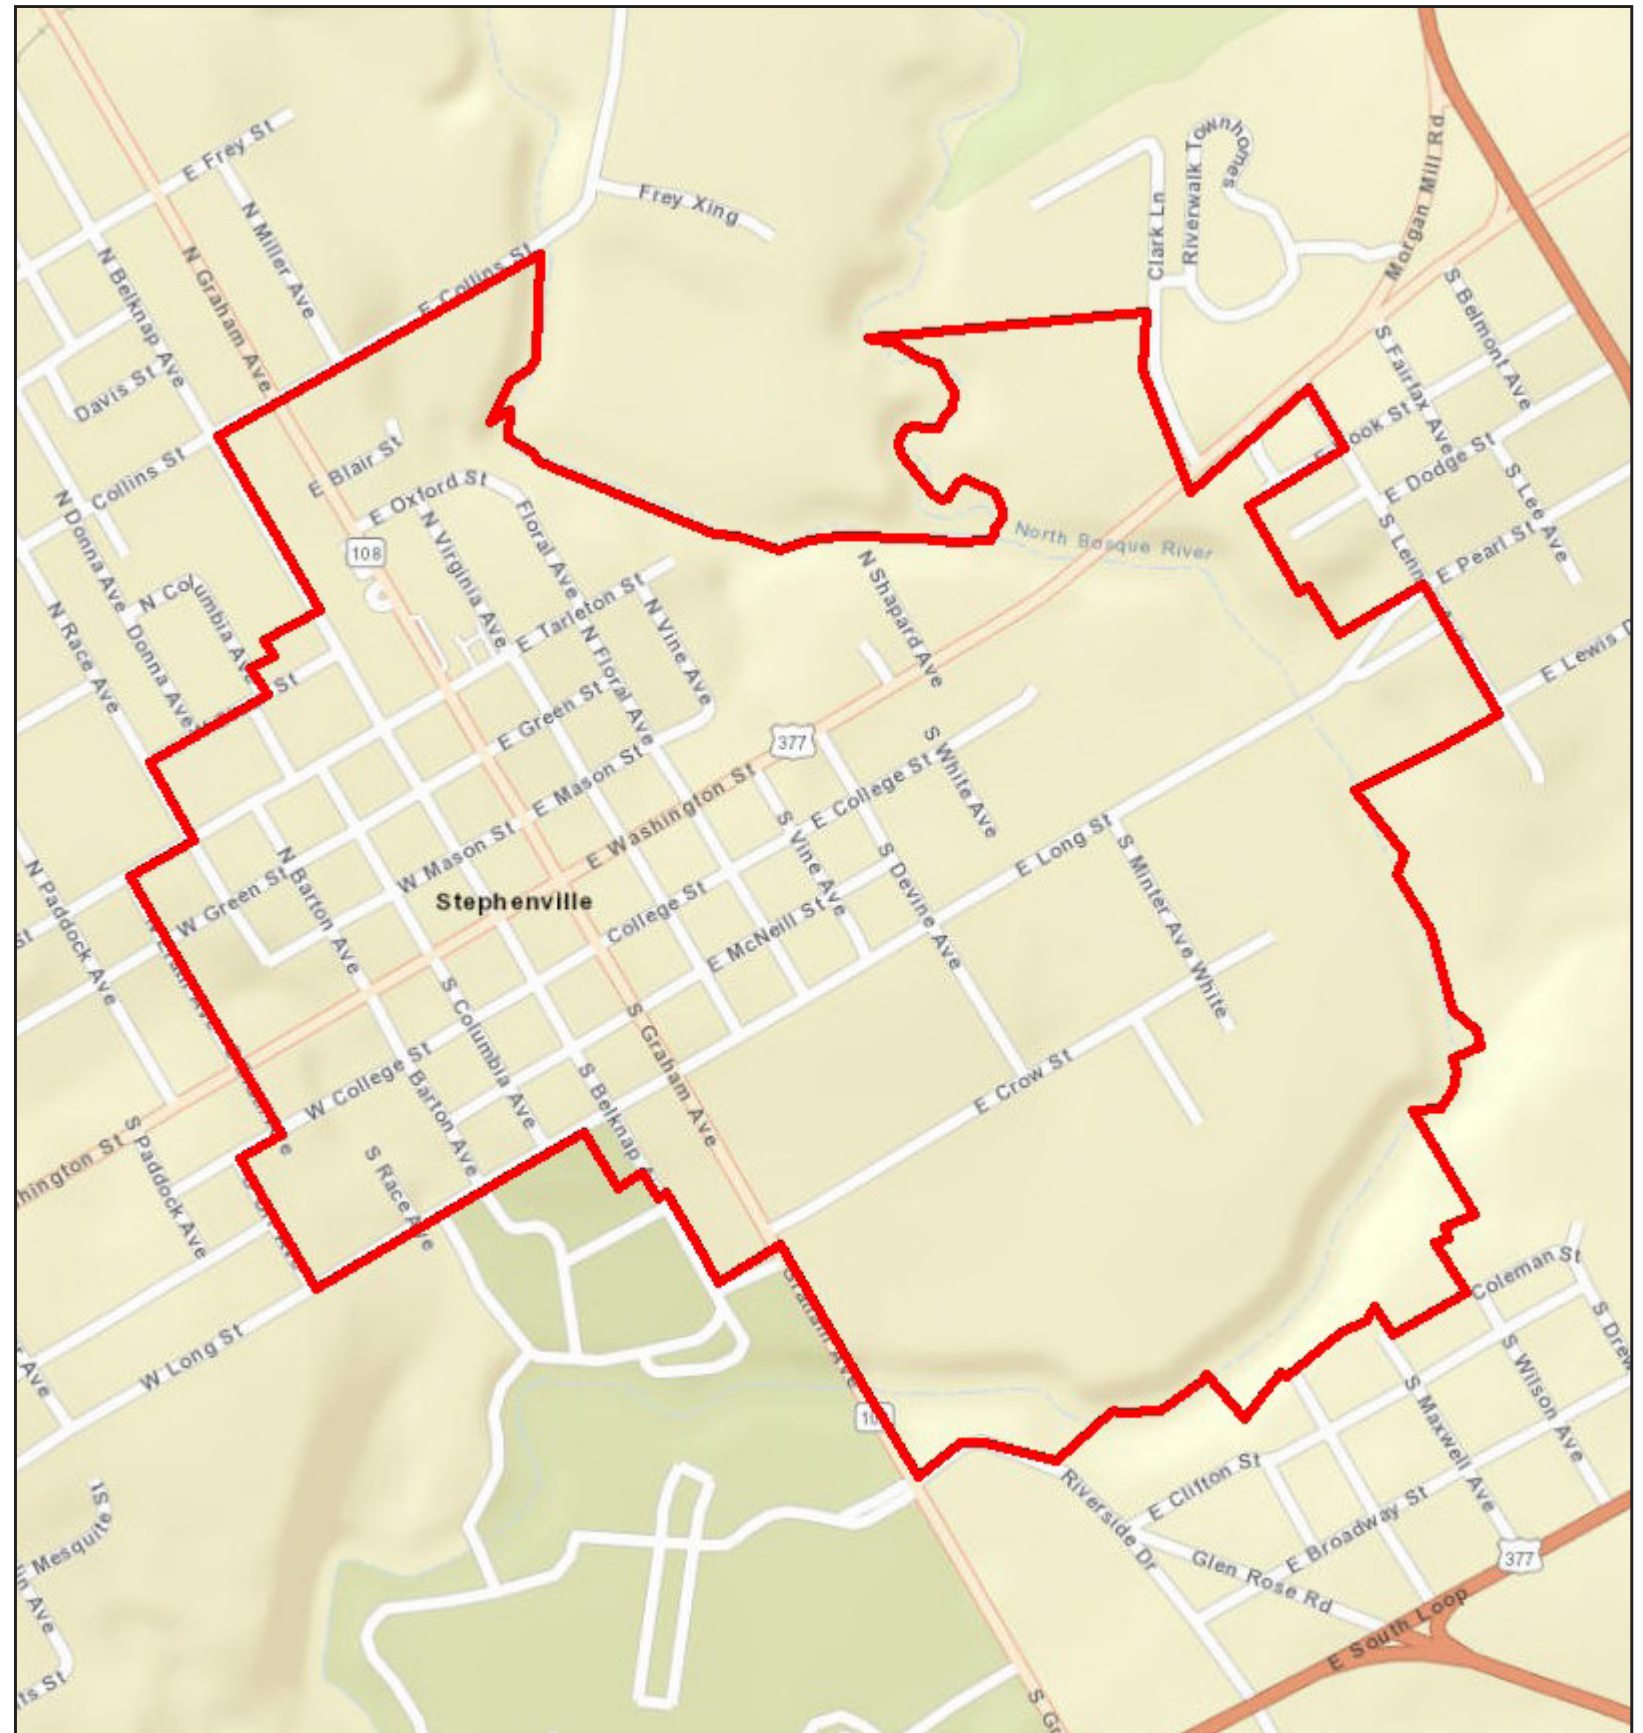 E Frey St
N Miller Ave
Frey Xing
N Graham Ave
N Belknap Ave
E Collins St
Clark Ln
Riverwalk Townhomes
Morgan Mill Rd
S Belmont Ave
S Fairfax Ave
Davis St
Collins St
E Blair St
E Oxford St
Floral Ave
N Virginia Ave
108
N Donna Ave
N Columbia Ave
Donna Ave
N Race Ave
E Dodge St
S Lee Ave
E Pearl St
E Lewis
North Bosque River
N Shapard Ave
E Tarleton St
N Vine Ave
N Floral Ave
E Green St
E Mason St
377
E Washington St
S White Ave
E College St
S Vine Ave
S Devine Ave
E Long St
S Minter Ave White
N Paddock Ave
W Green St
N Barton Ave
W Mason St
Stephenville
College St
E McNeill St
S Columbia Ave
S Graham Ave
S Belknap
E Crow St
W College St
Barton Ave
S Race Ave
S Paddock Ave
hington St
W Long St
Graham Ave
Coleman St
S Drew
S Wilson Ave
S Maxwell Ave
E Clifton St
E Broadway St
Riverside Dr
Glen Rose Rd
377
E South Loop
Mesquite St